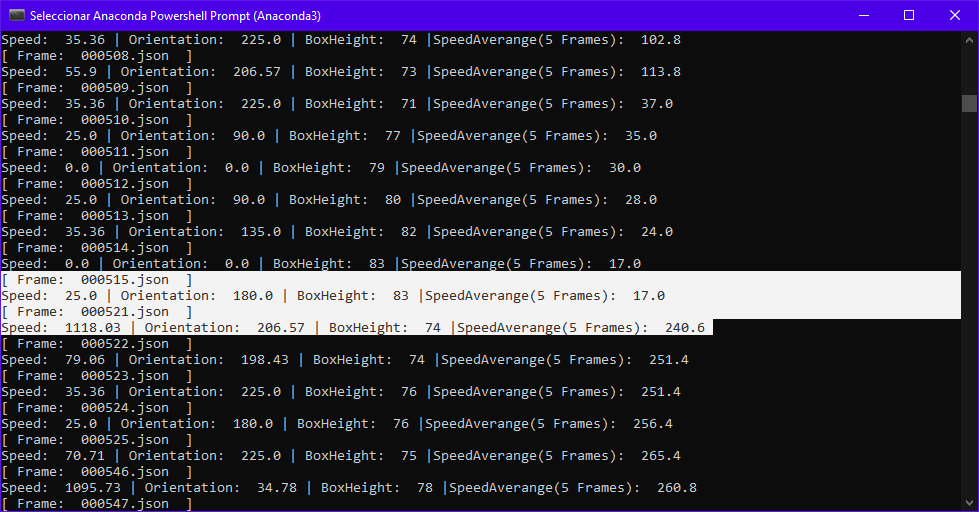 Seleccionar Anaconda Powershell Prompt (Anaconda3)
Speed:  35.36 | Orientation:  225.0 | BoxHeight:  74 |SpeedAverange(5 Frames):  102.8
[ Frame:  000508.json  ]
Speed:  55.9 | Orientation:  206.57 | BoxHeight:  73 |SpeedAverange(5 Frames):  113.8
[ Frame:  000509.json  ]
Speed:  35.36 | Orientation:  225.0 | BoxHeight:  71 |SpeedAverange(5 Frames):  37.0
[ Frame:  000510.json  ]
Speed:  25.0 | Orientation:  90.0 | BoxHeight:  77 |SpeedAverange(5 Frames):  35.0
[ Frame:  000511.json  ]
Speed:  0.0 | Orientation:  0.0 | BoxHeight:  79 |SpeedAverange(5 Frames):  30.0
[ Frame:  000512.json  ]
Speed:  25.0 | Orientation:  90.0 | BoxHeight:  80 |SpeedAverange(5 Frames):  28.0
[ Frame:  000513.json  ]
Speed:  35.36 | Orientation:  135.0 | BoxHeight:  82 |SpeedAverange(5 Frames):  24.0
[ Frame:  000514.json  ]
Speed:  0.0 | Orientation:  0.0 | BoxHeight:  83 |SpeedAverange(5 Frames):  17.0
[ Frame:  000515.json  ]
Speed:  25.0 | Orientation:  180.0 | BoxHeight:  83 |SpeedAverange(5 Frames):  17.0
[ Frame:  000521.json  ]
Speed:  1118.03 | Orientation:  206.57 | BoxHeight:  74 |SpeedAverange(5 Frames):  240.6
[ Frame:  000522.json  ]
Speed:  79.06 | Orientation:  198.43 | BoxHeight:  74 |SpeedAverange(5 Frames):  251.4
[ Frame:  000523.json  ]
Speed:  35.36 | Orientation:  225.0 | BoxHeight:  76 |SpeedAverange(5 Frames):  251.4
[ Frame:  000524.json  ]
Speed:  25.0 | Orientation:  180.0 | BoxHeight:  76 |SpeedAverange(5 Frames):  256.4
[ Frame:  000525.json  ]
Speed:  70.71 | Orientation:  225.0 | BoxHeight:  75 |SpeedAverange(5 Frames):  265.4
[ Frame:  000546.json  ]
Speed:  1095.73 | Orientation:  34.78 | BoxHeight:  78 |SpeedAverange(5 Frames):  260.8
[ Frame:  000547.json  ]